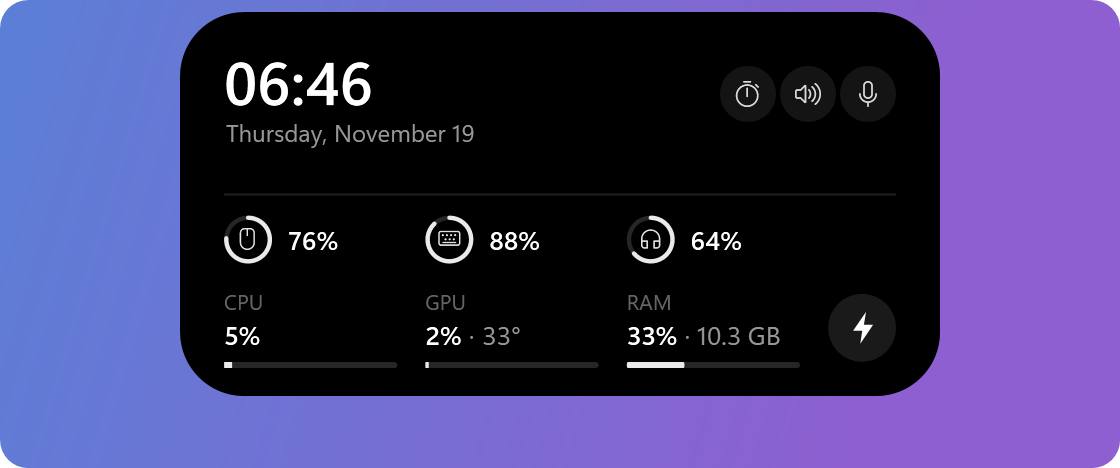 06:46
Thursday, November 19
76% 88% 64%
CPU GPU RAM
5% 2% · 33° 33% · 10.3 GB